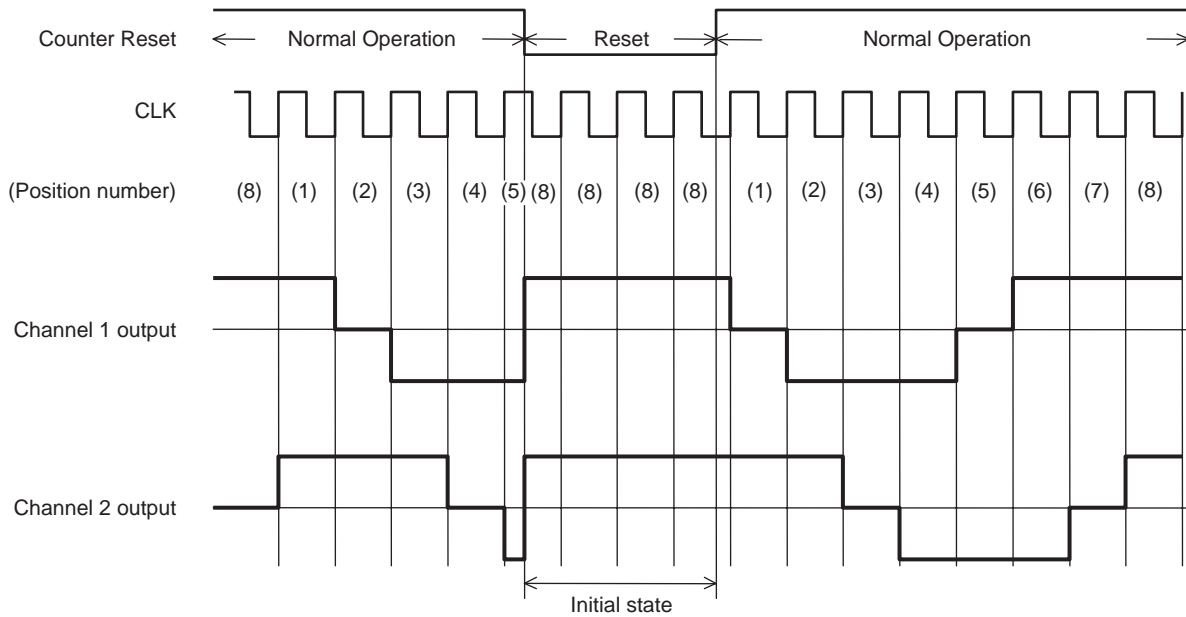 Counter Reset
Normal Operation
Reset
Normal Operation
CLK
(Position number)
(8) (1) (2) (3) (4) (5) (8) (8) (8) (8) (1) (2) (3) (4) (5) (6) (7) (8)
Channel 1 output
Channel 2 output
Initial state